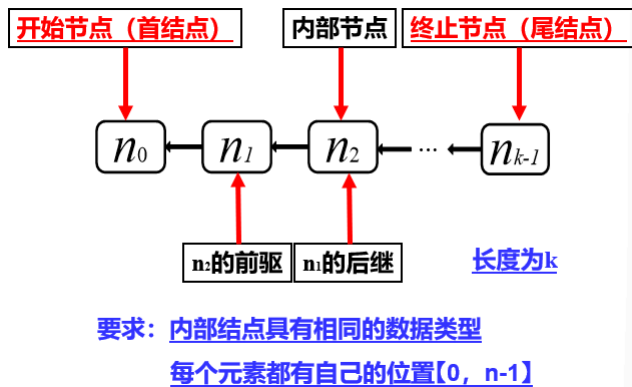 开始节点（首结点）
内部节点
终止节点（尾结点）
n0
n1
n2
...
nk-1
n2的前驱
n1的后继
长度为k
要求：内部结点具有相同的数据类型
每个元素都有自己的位置【0，n-1】